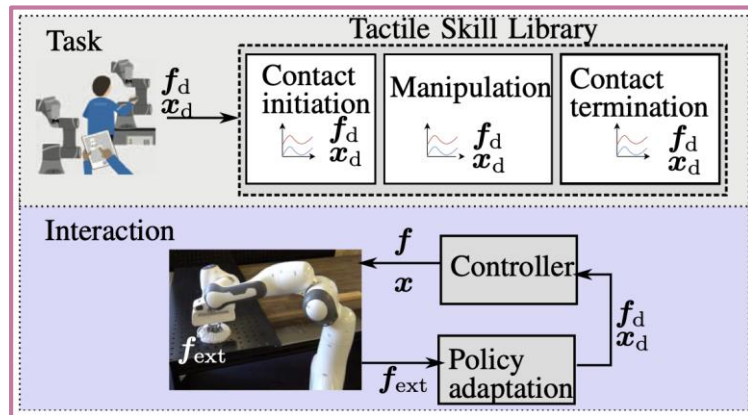 Task
Tactile Skill Library
f_d
x_d
Contact
initiation
f_d
x_d
Manipulation
f_d
x_d
Contact
termination
f_d
x_d
Interaction
f
x
Controller
f_d
x_d
f_ext
f_ext
Policy
adaptation